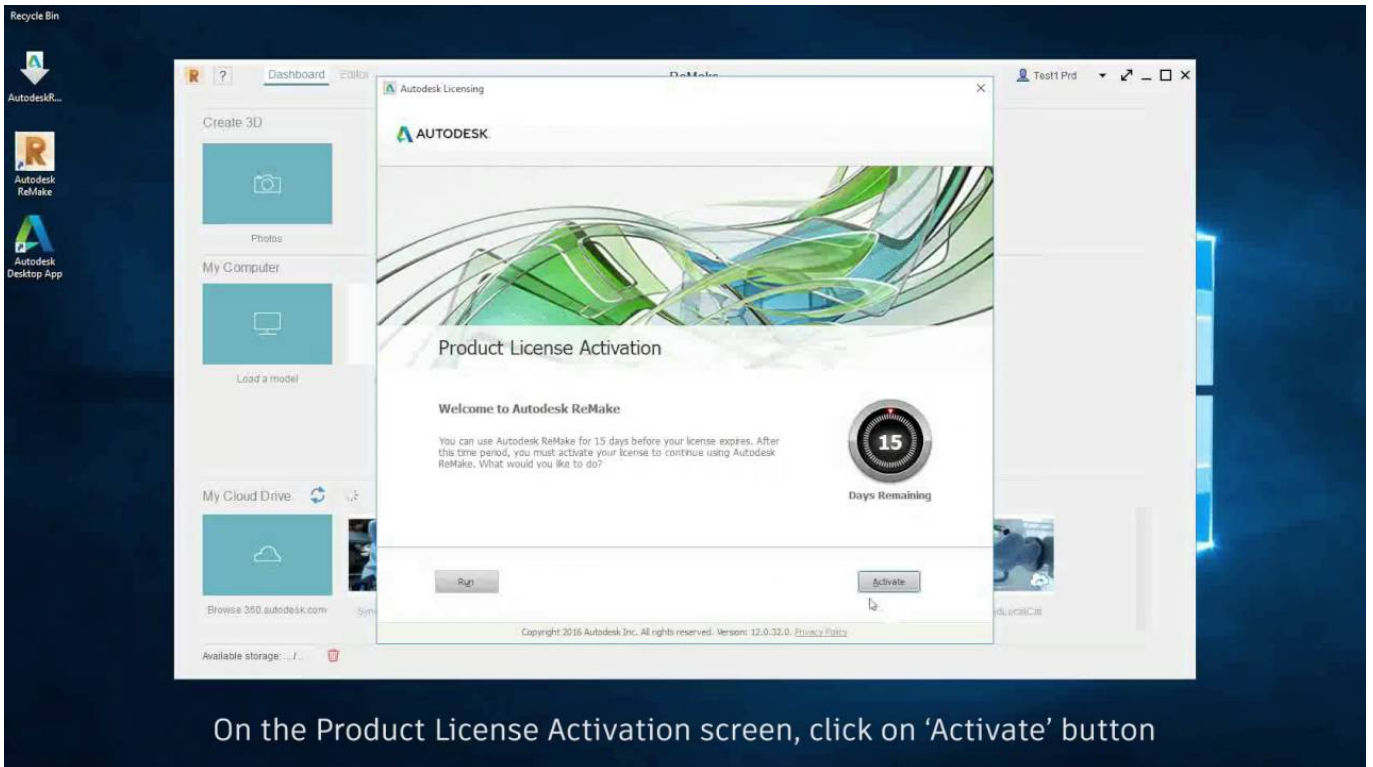 Recycle Bin
AutodeskR...
Autodesk
ReMake
Autodesk
Desktop App
R ? Dashboard Editor ReMake Test1 Prd
Create 3D
Photos
My Computer
Load a model
My Cloud Drive
Browse 360.autodesk.com
Available storage: ... / ..
Autodesk Licensing
AUTODESK
Product License Activation
Welcome to Autodesk ReMake
You can use Autodesk ReMake for 15 days before your license expires. After
this time period, you must activate your license to continue using Autodesk
ReMake. What would you like to do?
15
Days Remaining
Run
Activate
Copyright 2016 Autodesk Inc. All rights reserved. Version: 12.0.32.0. Privacy Policy
On the Product License Activation screen, click on ‘Activate’ button